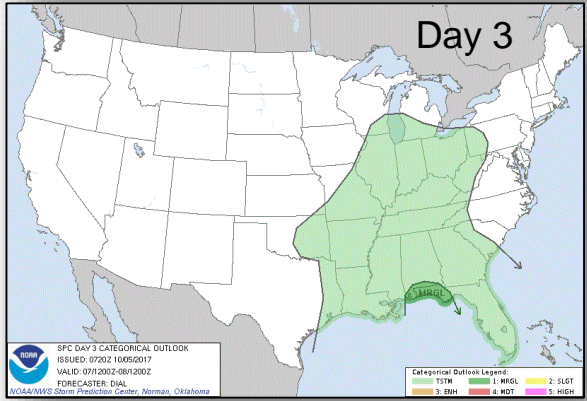 Day 3
MRGL
NOAA
SPC DAY 3 CATEGORICAL OUTLOOK
ISSUED: 0720Z 10/05/2017
VALID: 07/1200Z-08/1200Z
FORECASTER: DIAL
NOAA/NWS Storm Prediction Center, Norman, Oklahoma
Categorical Outlook Legend:
TSTM 1: MRGL 2: SLGT
3: ENH 4: MDT 5: HIGH